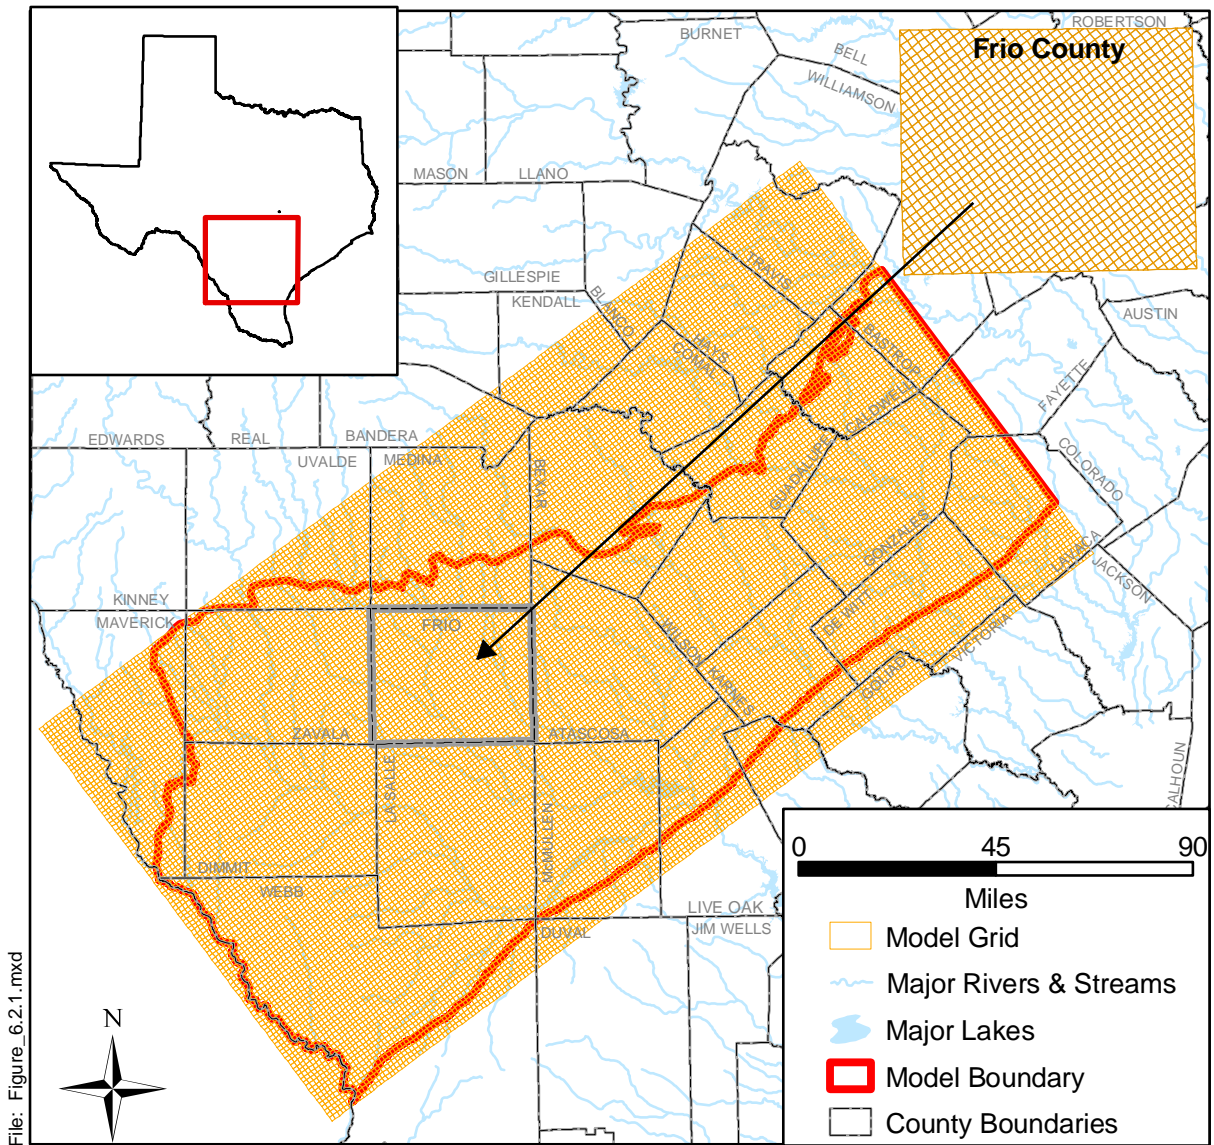 ROBERTSON
BURNET
Frio County
BELL
WILLIAMSON
MASON
LLANO
TRAVIS
GILLESPIE
KENDALL
BLANCO
AUSTIN
HAYS
COMAL
BASTROP
FAYETTE
CALDWELL
EDWARDS
REAL
BANDERA
UVALDE
MEDINA
BEXAR
GUADALUPE
COLORADO
GONZALES
LAVACA
JACKSON
KINNEY
MAVERICK
FRIO
DE WITT
VICTORIA
WILSON
KARNES
GOLIAD
ZAVALA
ATASCOSA
LA SALLE
MCMULLEN
CALHOUN
DIMMIT
WEBB
LIVE OAK
DUVAL
JIM WELLS
0
45
90
Miles
Model Grid
Major Rivers & Streams
Major Lakes
Model Boundary
County Boundaries
N
File: Figure_6.2.1.mxd